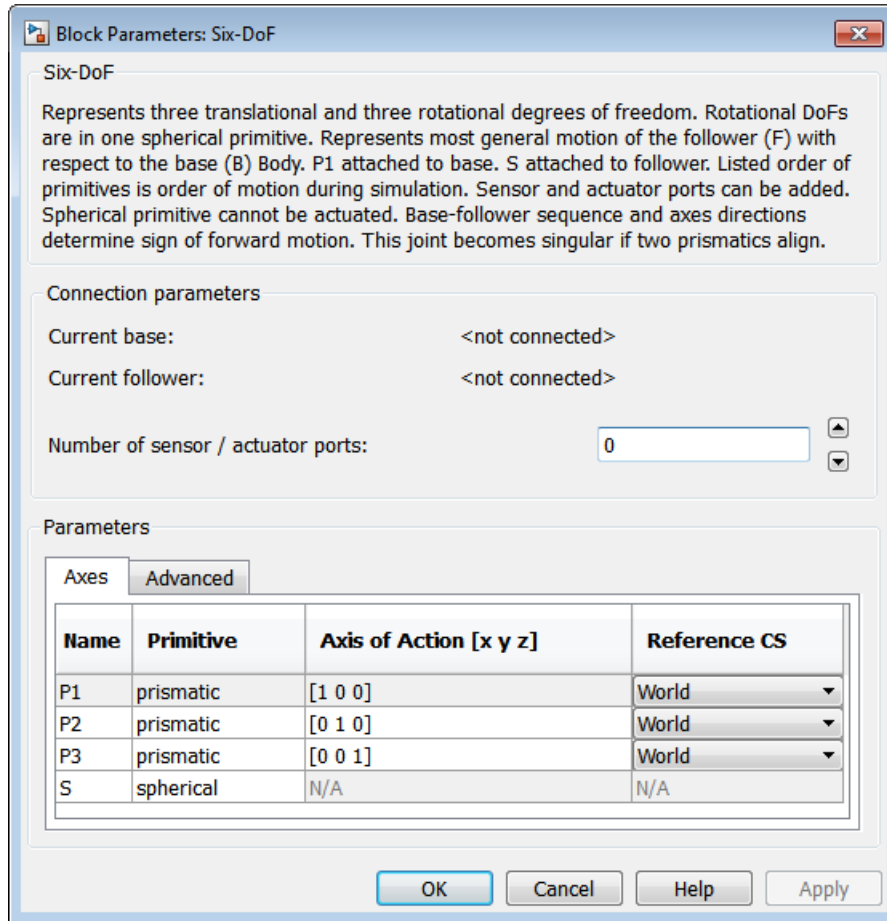 Block Parameters: Six-DoF
Six-DoF
Represents three translational and three rotational degrees of freedom. Rotational DoFs
are in one spherical primitive. Represents most general motion of the follower (F) with
respect to the base (B) Body. P1 attached to base. S attached to follower. Listed order of
primitives is order of motion during simulation. Sensor and actuator ports can be added.
Spherical primitive cannot be actuated. Base-follower sequence and axes directions
determine sign of forward motion. This joint becomes singular if two prismatics align.
Connection parameters
Current base: <not connected>
Current follower: <not connected>
Number of sensor / actuator ports: 0
Parameters
Axes Advanced
Name Primitive Axis of Action [x y z] Reference CS
P1 prismatic [1 0 0] World
P2 prismatic [0 1 0] World
P3 prismatic [0 0 1] World
S spherical N/A N/A
OK Cancel Help Apply